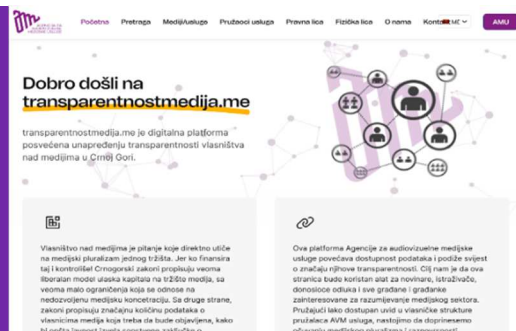 Početna Pretraga Mediji/usluge Pružaoci usluga Pravna lica Fizička lica O nama AMU
Dobro došli na
transparentnostmedija.me
transparentnostmedija.me je digitalna platforma
posvećena unapređenju transparentnosti vlasništva
nad medijima u Crnoj Gori.
Vlasništvo nad medijima je pitanje koje direktno utiče
na medijski pluralizam jednog tržišta. Jer ko finansira
taj i kontroliše! Crnogorski zakoni propisuju veoma
liberalan model ulaska kapitala na tržište medija, sa
veoma malo ograničenja koja se odnose na
nedozvoljenu medijsku koncetraciju. Sa druge strane,
zakoni propisuju značajnu količinu podataka o
vlasnicima medija koja treba da bude objavljena, kako
Ova platforma Agencije za audiovizuelne medijske
usluge povećava dostupnost podataka i podiže svijest
o značaju njihove transparentnosti. Cilj nam je da ova
stranica bude koristan alat za novinare, istraživače,
donosioce odluka i sve građane i građanke
zainteresovane za razumijevanje medijskog sektora.
Pružajući lako dostupan uvid u vlasničke strukture
pružalaca AVM usluga, nastojimo da doprinesemo